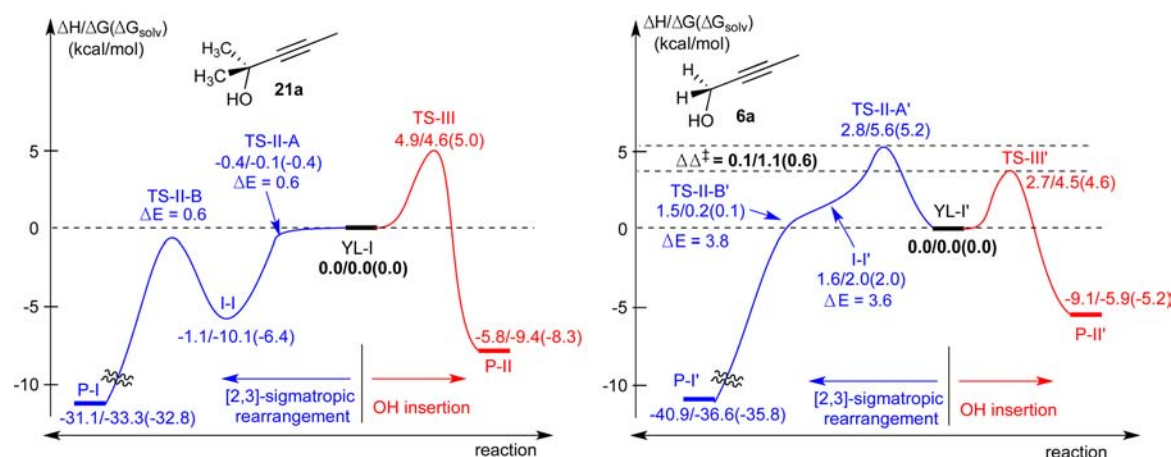 ΔH/ΔG(ΔGsolv)
(kcal/mol)
H3C
H3C
HO
21a
TS-III
4.9/4.6(5.0)
TS-II-A
-0.4/-0.1(-0.4)
ΔE = 0.6
TS-II-B
ΔE = 0.6
5
0
-5
-10
YL-I
0.0/0.0(0.0)
I-I
-1.1/-10.1(-6.4)
-5.8/-9.4(-8.3)
P-II
P-I
-31.1/-33.3(-32.8)
[2,3]-sigmatropic
rearrangement
OH insertion
reaction
ΔH/ΔG(ΔGsolv)
(kcal/mol)
H
H
HO
6a
TS-II-A'
2.8/5.6(5.2)
ΔΔ‡ = 0.1/1.1(0.6)
TS-III'
2.7/4.5(4.6)
TS-II-B'
1.5/0.2(0.1)
ΔE = 3.8
5
0
-5
-10
YL-I'
0.0/0.0(0.0)
I-I'
1.6/2.0(2.0)
ΔE = 3.6
-9.1/-5.9(-5.2)
P-II'
P-I'
-40.9/-36.6(-35.8)
[2,3]-sigmatropic
rearrangement
OH insertion
reaction